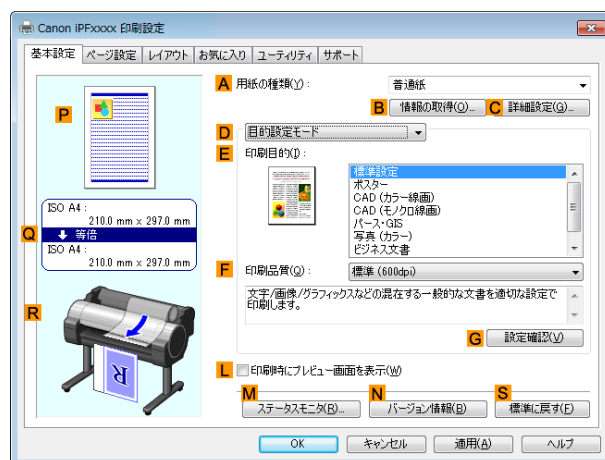 Canon iPFxxxx 印刷設定
基本設定 ページ設定 レイアウト お気に入り ユーティリティ サポート
P
A 用紙の種類(Y): 普通紙
B 情報の取得(O)... C 詳細設定(G)...
D 目的設定モード
E 印刷目的(I):
標準設定
ポスター
CAD (カラー線画)
CAD (モノクロ線画)
パース・GIS
写真 (カラー)
ビジネス文書
ISO A4 :
210.0 mm x 297.0 mm
Q 等倍
ISO A4 :
210.0 mm x 297.0 mm
F 印刷品質(Q): 標準 (600dpi)
文字/画像/グラフィックスなどの混在する一般的な文書を適切な設定で
印刷します。
R
R
G 設定確認(V)
L 印刷時にプレビュー画面を表示(W)
M N S
ステータスモニタ(R)... バージョン情報(B) 標準に戻す(E)
OK キャンセル 適用(A) ヘルプ